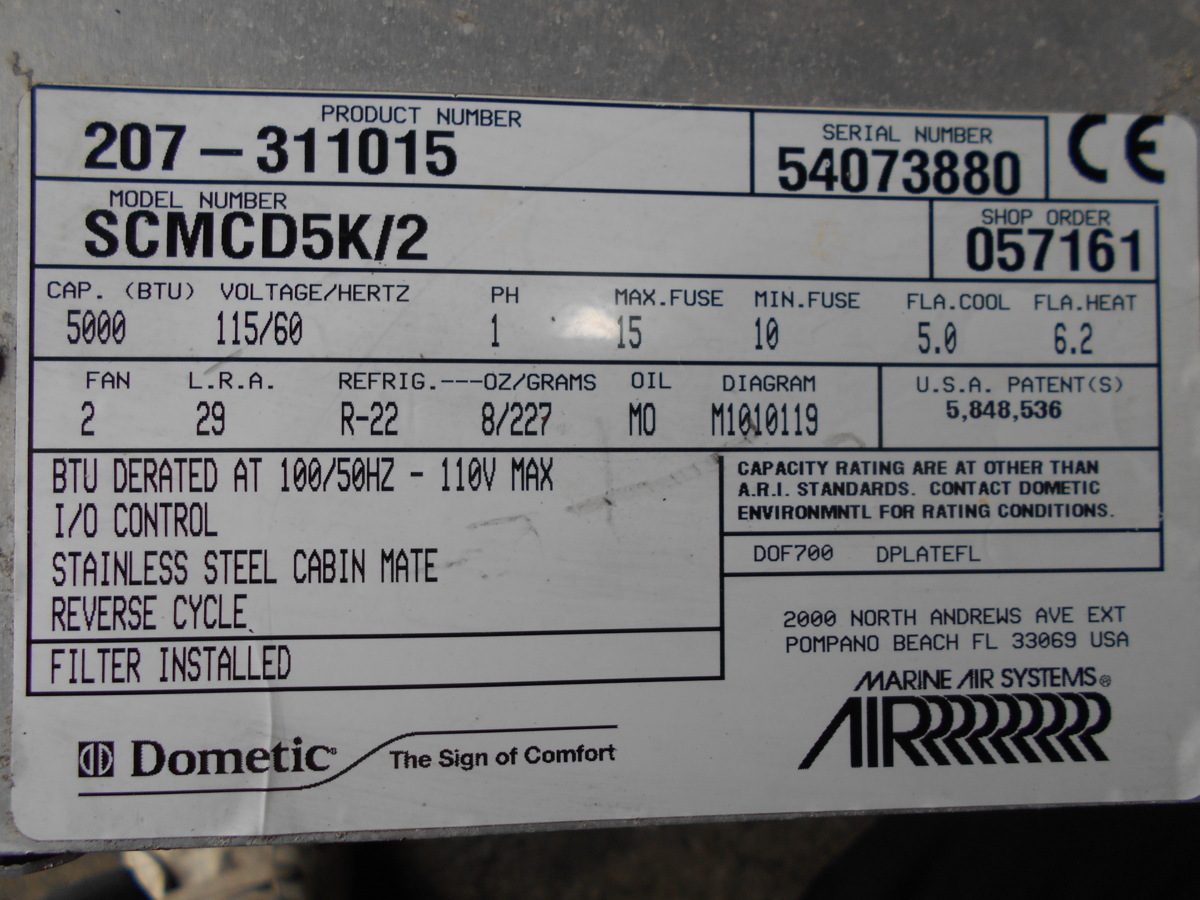 PRODUCT NUMBER
207-311015
SERIAL NUMBER
54073880
CE
MODEL NUMBER
SCMCD5K/2
SHOP ORDER
057161
CAP. (BTU) VOLTAGE/HERTZ PH MAX.FUSE MIN.FUSE FLA.COOL FLA.HEAT
5000 115/60 1 15 10 5.0 6.2
FAN L.R.A. REFRIG.---OZ/GRAMS OIL DIAGRAM
2 29 R-22 8/227 MO M1010119
U.S.A. PATENT(S)
5,848,536
BTU DERATED AT 100/50HZ - 110V MAX
I/O CONTROL
STAINLESS STEEL CABIN MATE
REVERSE CYCLE
FILTER INSTALLED
CAPACITY RATING ARE AT OTHER THAN
A.R.I. STANDARDS. CONTACT DOMETIC
ENVIRONMNTL FOR RATING CONDITIONS.
DOF700 DPLATEFL
2000 NORTH ANDREWS AVE EXT
POMPANO BEACH FL 33069 USA
MARINE AIR SYSTEMS®
AIRRRRRRRRR
Dometic®
The Sign of Comfort